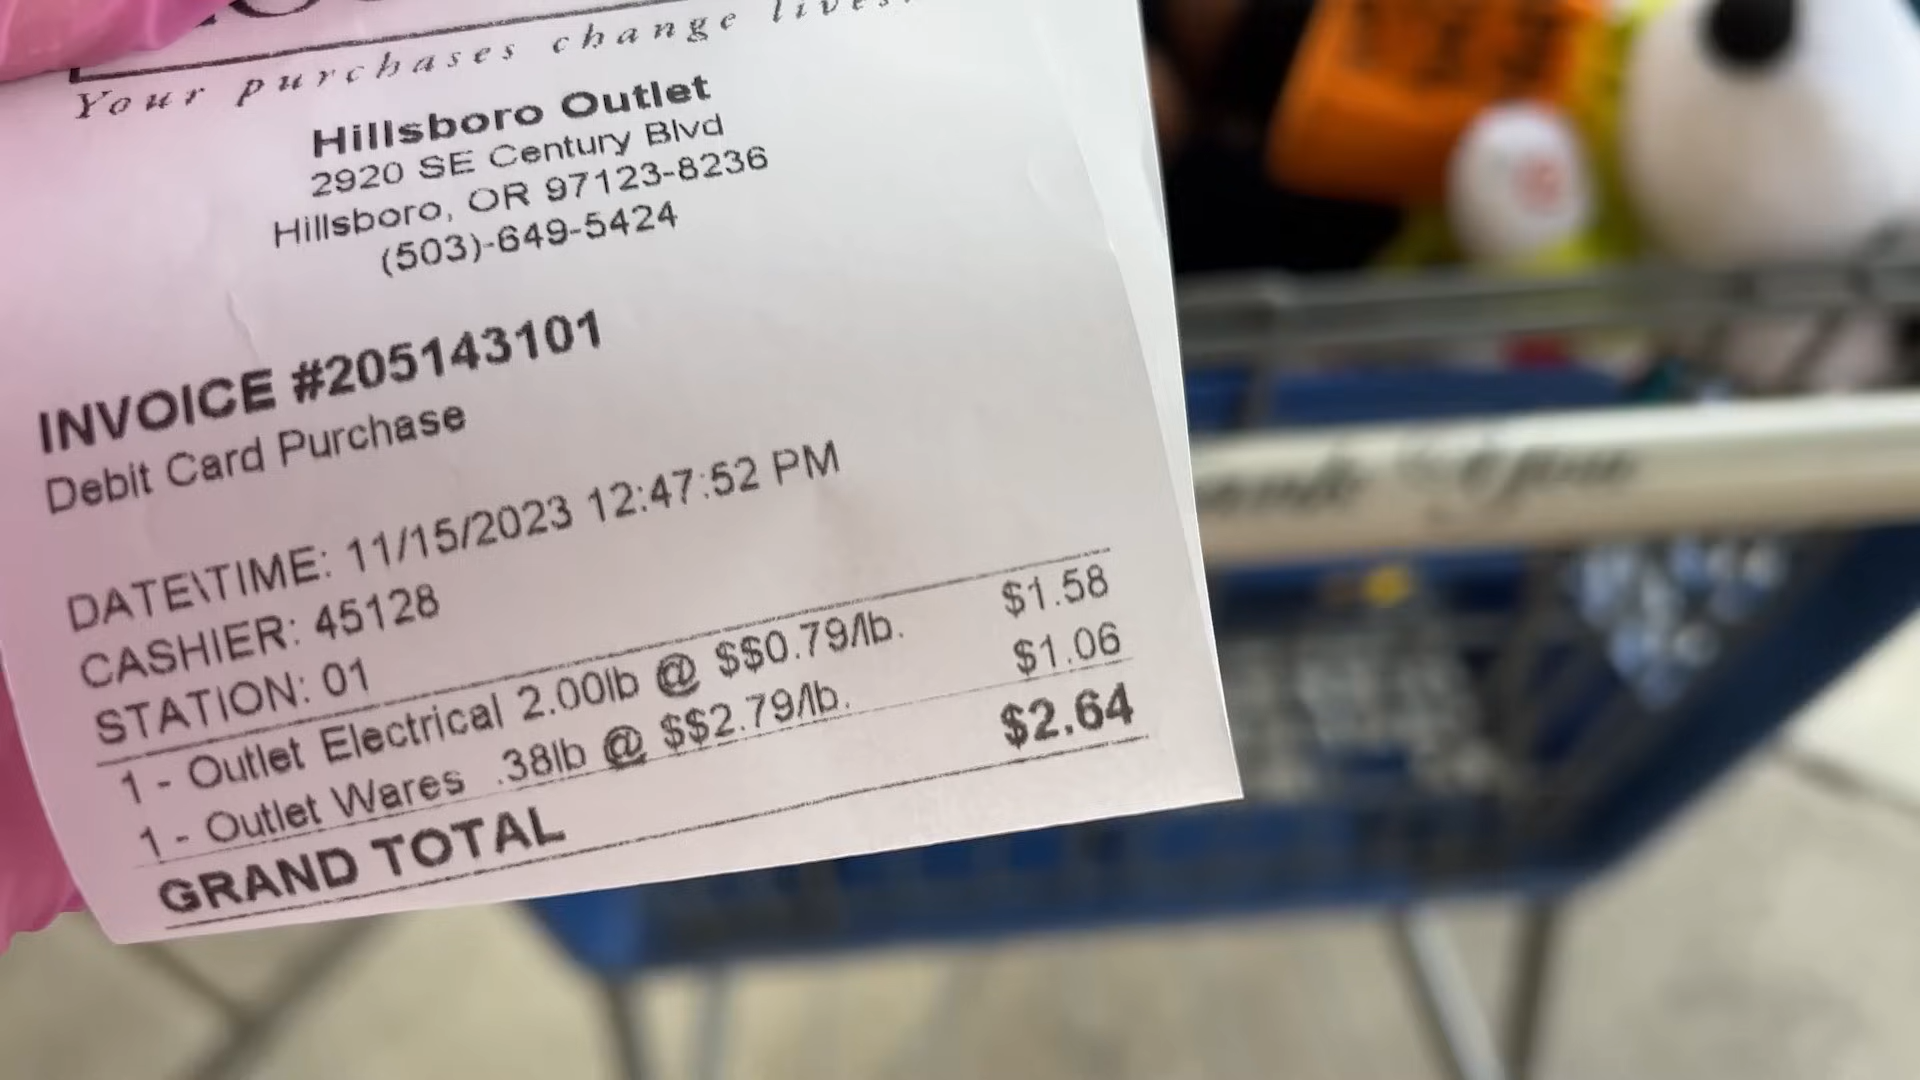 Your purchases change lives.
Hillsboro Outlet
2920 SE Century Blvd
Hillsboro, OR 97123-8236
(503)-649-5424
INVOICE #205143101
Debit Card Purchase
DATE\TIME: 11/15/2023 12:47:52 PM
CASHIER: 45128
STATION: 01
1 - Outlet Electrical 2.00lb @ $$0.79/lb. $1.58
1 - Outlet Wares .38lb @ $$2.79/lb. $1.06
GRAND TOTAL $2.64